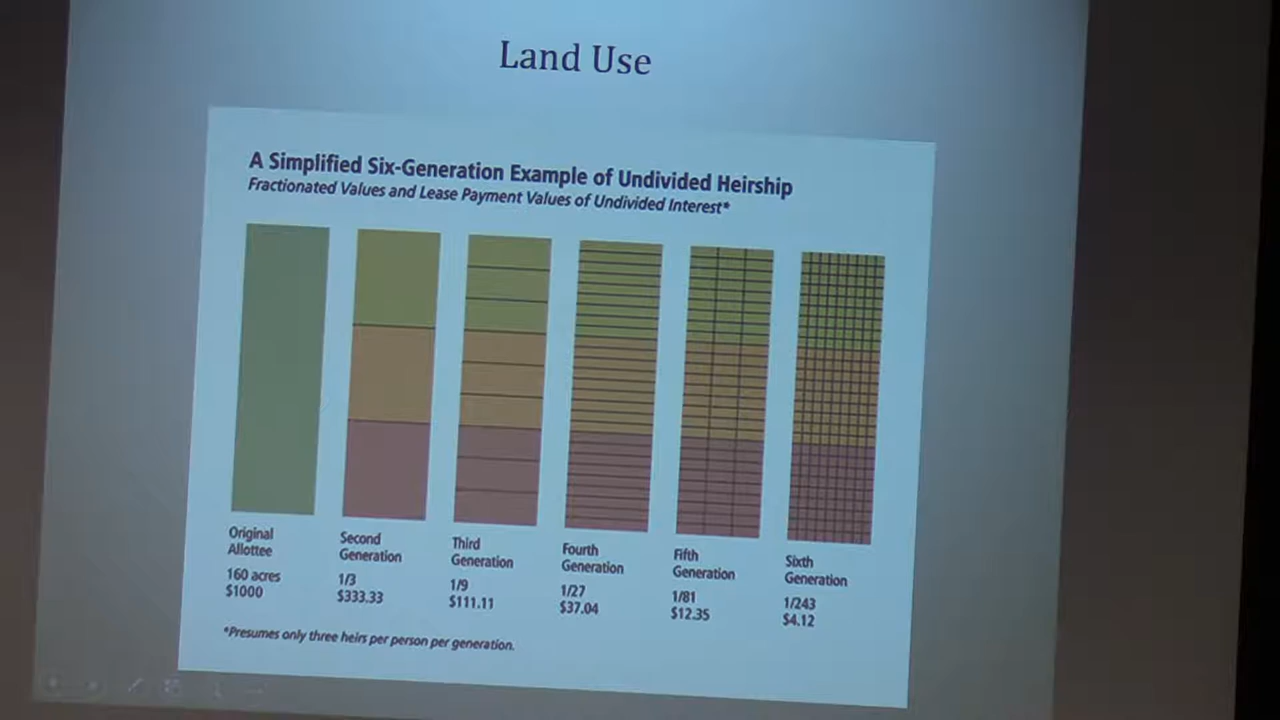 Land Use
A Simplified Six-Generation Example of Undivided Heirship
Fractionated Values and Lease Payment Values of Undivided Interest*
Original
Allottee
160 acres
$1000
Second
Generation
1/3
$333.33
Third
Generation
1/9
$111.11
Fourth
Generation
1/27
$37.04
Fifth
Generation
1/81
$12.35
Sixth
Generation
1/243
$4.12
*Presumes only three heirs per person per generation.